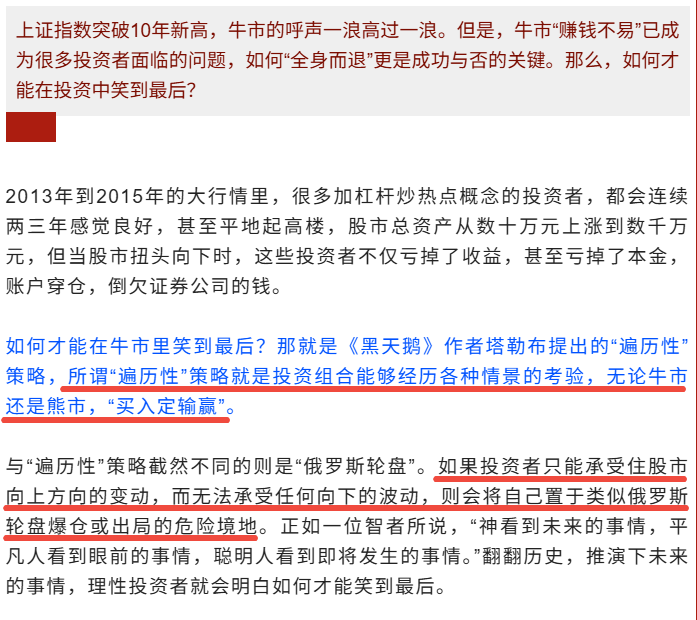 上证指数突破10年新高，牛市的呼声一浪高过一浪。但是，牛市“赚钱不易”已成
为很多投资者面临的问题，如何“全身而退”更是成功与否的关键。那么，如何才
能在投资中笑到最后？
2013年到2015年的大行情里，很多加杠杆炒热点概念的投资者，都会连续
两三年感觉良好，甚至平地起高楼，股市总资产从数十万元上涨到数千万
元，但当股市扭头向下时，这些投资者不仅亏掉了收益，甚至亏掉了本金，
账户穿仓，倒欠证券公司的钱。
如何才能在牛市里笑到最后？那就是《黑天鹅》作者塔勒布提出的“遍历性”
策略，所谓“遍历性”策略就是投资组合能够经历各种情景的考验，无论牛市
还是熊市，“买入定输赢”。
与“遍历性”策略截然不同的则是“俄罗斯轮盘”。如果投资者只能承受住股市
向上方向的变动，而无法承受任何向下的波动，则会将自己置于类似俄罗斯
轮盘爆仓或出局的危险境地。正如一位智者所说，“神看到未来的事情，平
凡人看到眼前的事情，聪明人看到即将发生的事情。”翻翻历史，推演下未来
的事情，理性投资者就会明白如何才能笑到最后。